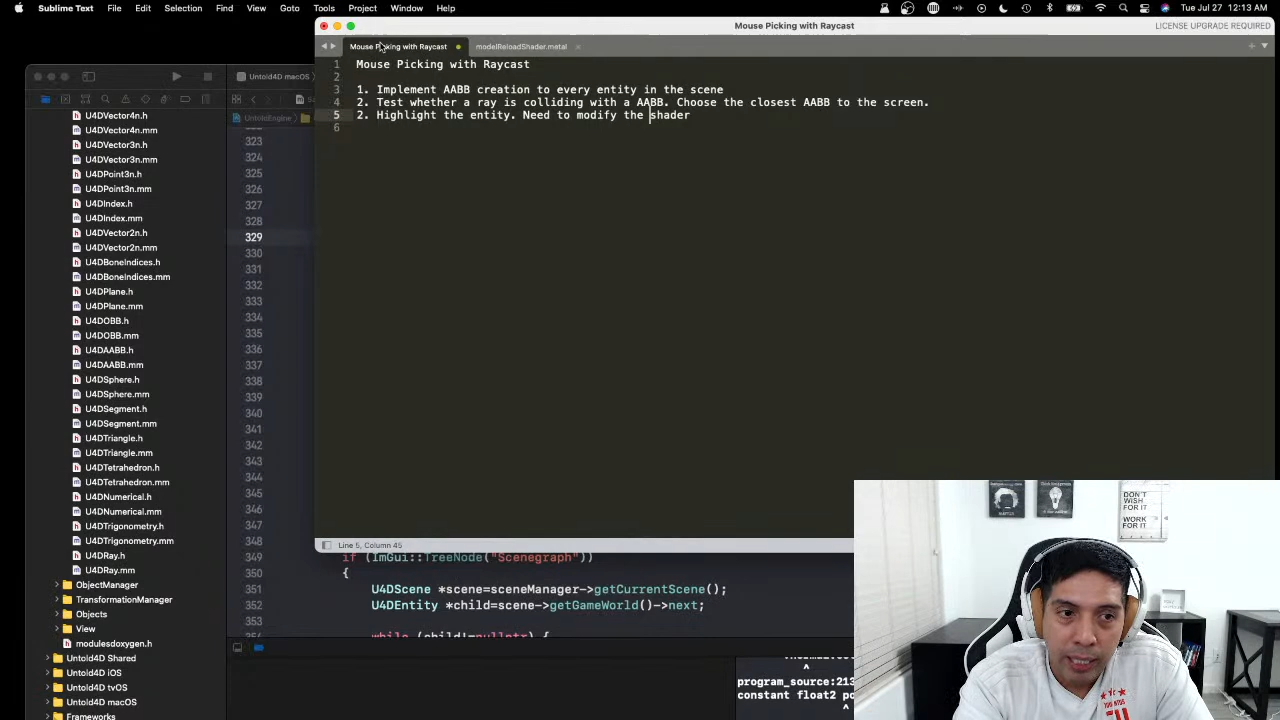 Sublime Text File Edit Selection Find View Goto Tools Project Window Help
Tue Jul 27 12:13 AM
Mouse Picking with Raycast
LICENSE UPGRADE REQUIRED
Mouse Picking with Raycast
modelReloadShader.metal
1 Mouse Picking with Raycast
2
3 1. Implement AABB creation to every entity in the scene
4 2. Test whether a ray is colliding with a AABB. Choose the closest AABB to the screen.
5 2. Highlight the entity. Need to modify the shader
6
Line 5, Column 45
Untold4D macOS
UntoldEngine
U4DVector4n.h
U4DVector4n.mm
U4DVector3n.h
U4DVector3n.mm
U4DPoint3n.h
U4DPoint3n.mm
U4DIndex.h
U4DIndex.mm
U4DVector2n.h
U4DVector2n.mm
U4DBoneIndices.h
U4DBoneIndices.mm
U4DPlane.h
U4DPlane.mm
U4DOBB.h
U4DOBB.mm
U4DAABB.h
U4DAABB.mm
U4DSphere.h
U4DSphere.mm
U4DSegment.h
U4DSegment.mm
U4DTriangle.h
U4DTriangle.mm
U4DTetrahedron.h
U4DTetrahedron.mm
U4DNumerical.h
U4DNumerical.mm
U4DTrigonometry.h
U4DTrigonometry.mm
U4DRay.h
U4DRay.mm
ObjectManager
TransformationManager
Objects
View
modulesdoxygen.h
Untold4D Shared
Untold4D iOS
Untold4D tvOS
Untold4D macOS
Frameworks
323
324
325
326
327
328
329
330
331
332
333
334
335
336
337
338
339
340
341
342
343
344
345
346
347
348
349 if (ImGui::TreeNode("Scenegraph"))
350 {
351 U4DScene *scene=sceneManager->getCurrentScene();
352 U4DEntity *child=scene->getGameWorld()->next;
353
354 while (child!=nullptr) {
^
program_source:213
constant float2 po
^
DON'T
WISH
FOR IT
WORK
FOR IT